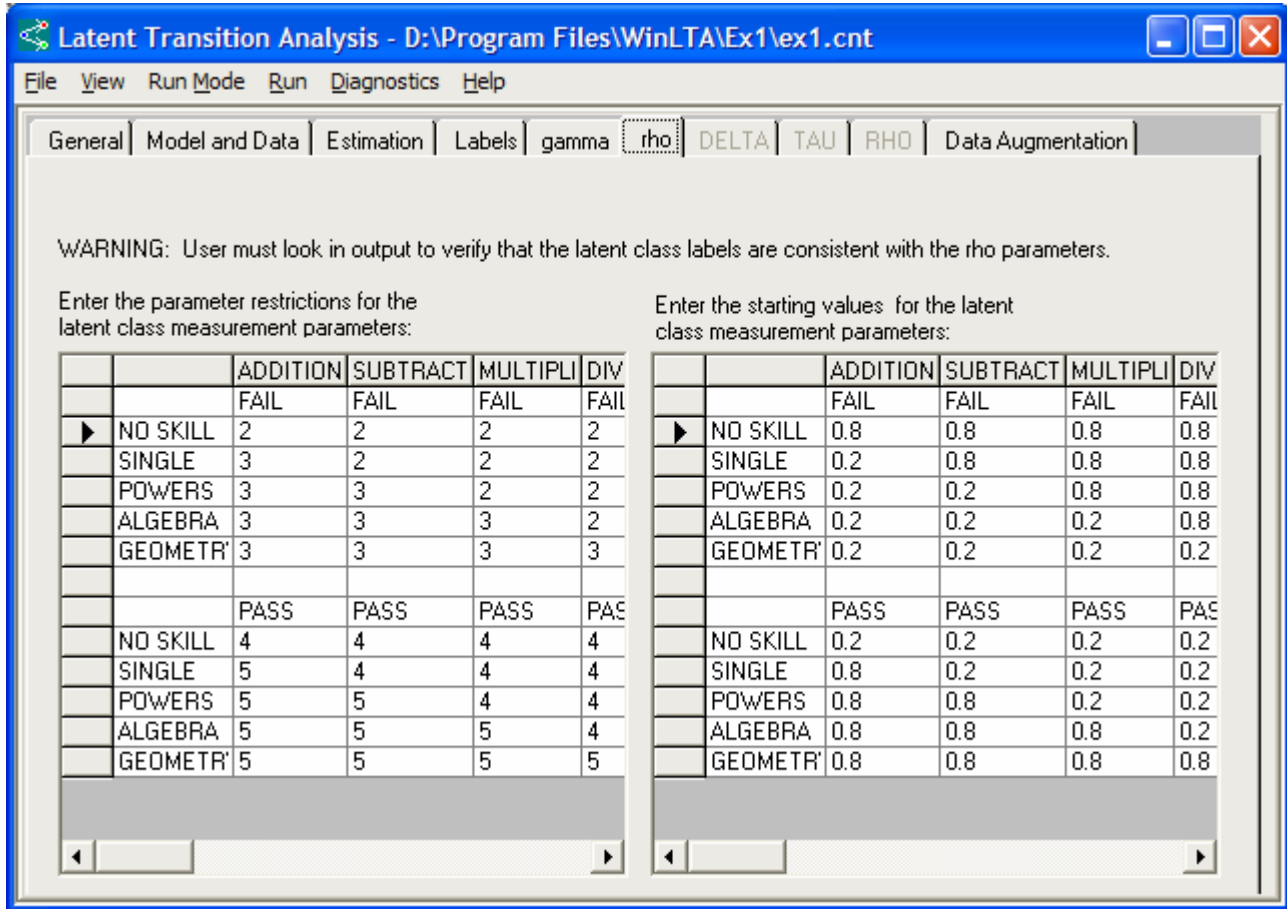 Latent Transition Analysis - D:\Program Files\WinLTA\Ex1\ex1.cnt
File View Run Mode Run Diagnostics Help
General Model and Data Estimation Labels gamma rho DELTA TAU RHO Data Augmentation
WARNING: User must look in output to verify that the latent class labels are consistent with the rho parameters.
Enter the parameter restrictions for the
latent class measurement parameters:
ADDITION SUBTRACT MULTIPLI DIV
FAIL FAIL FAIL FAIL
NO SKILL 2 2 2 2
SINGLE 3 2 2 2
POWERS 3 3 2 2
ALGEBRA 3 3 3 2
GEOMETR 3 3 3 3
PASS PASS PASS PAS
NO SKILL 4 4 4 4
SINGLE 5 4 4 4
POWERS 5 5 4 4
ALGEBRA 5 5 5 4
GEOMETR 5 5 5 5
Enter the starting values for the latent
class measurement parameters:
ADDITION SUBTRACT MULTIPLI DIV
FAIL FAIL FAIL FAIL
NO SKILL 0.8 0.8 0.8 0.8
SINGLE 0.2 0.8 0.8 0.8
POWERS 0.2 0.2 0.8 0.8
ALGEBRA 0.2 0.2 0.2 0.8
GEOMETR 0.2 0.2 0.2 0.2
PASS PASS PASS PAS
NO SKILL 0.2 0.2 0.2 0.2
SINGLE 0.8 0.2 0.2 0.2
POWERS 0.8 0.8 0.2 0.2
ALGEBRA 0.8 0.8 0.8 0.2
GEOMETR 0.8 0.8 0.8 0.8